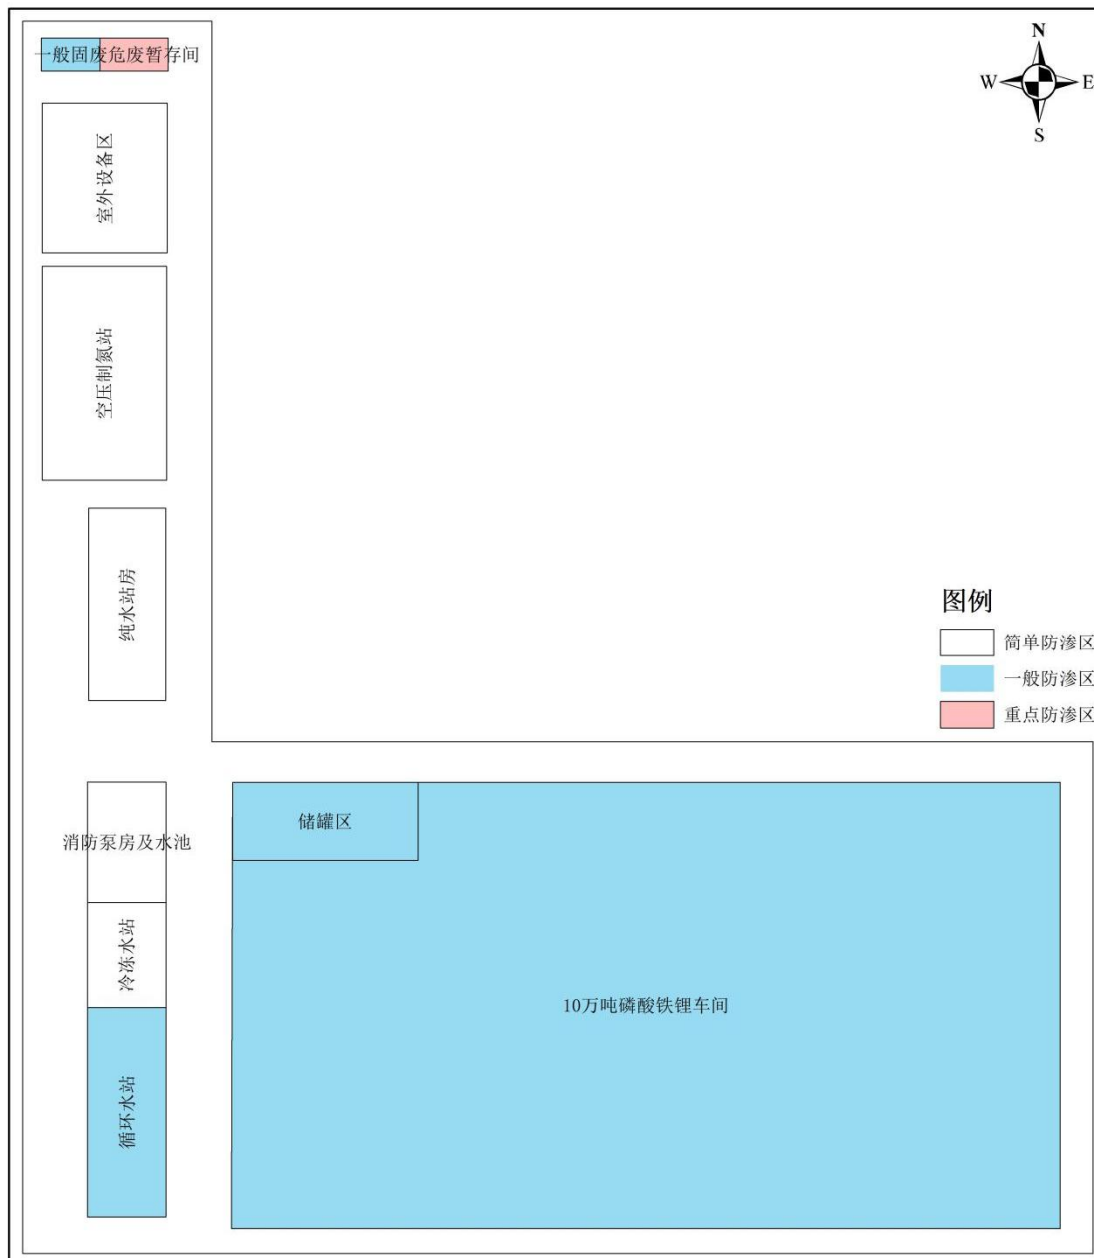 一般固废危废暂存间
N
W
E
S
室外设备区
空压制氮站
纯水站房
图例
简单防渗区
一般防渗区
重点防渗区
消防泵房及水池
储罐区
冷冻水站
10万吨磷酸铁锂车间
循环水站